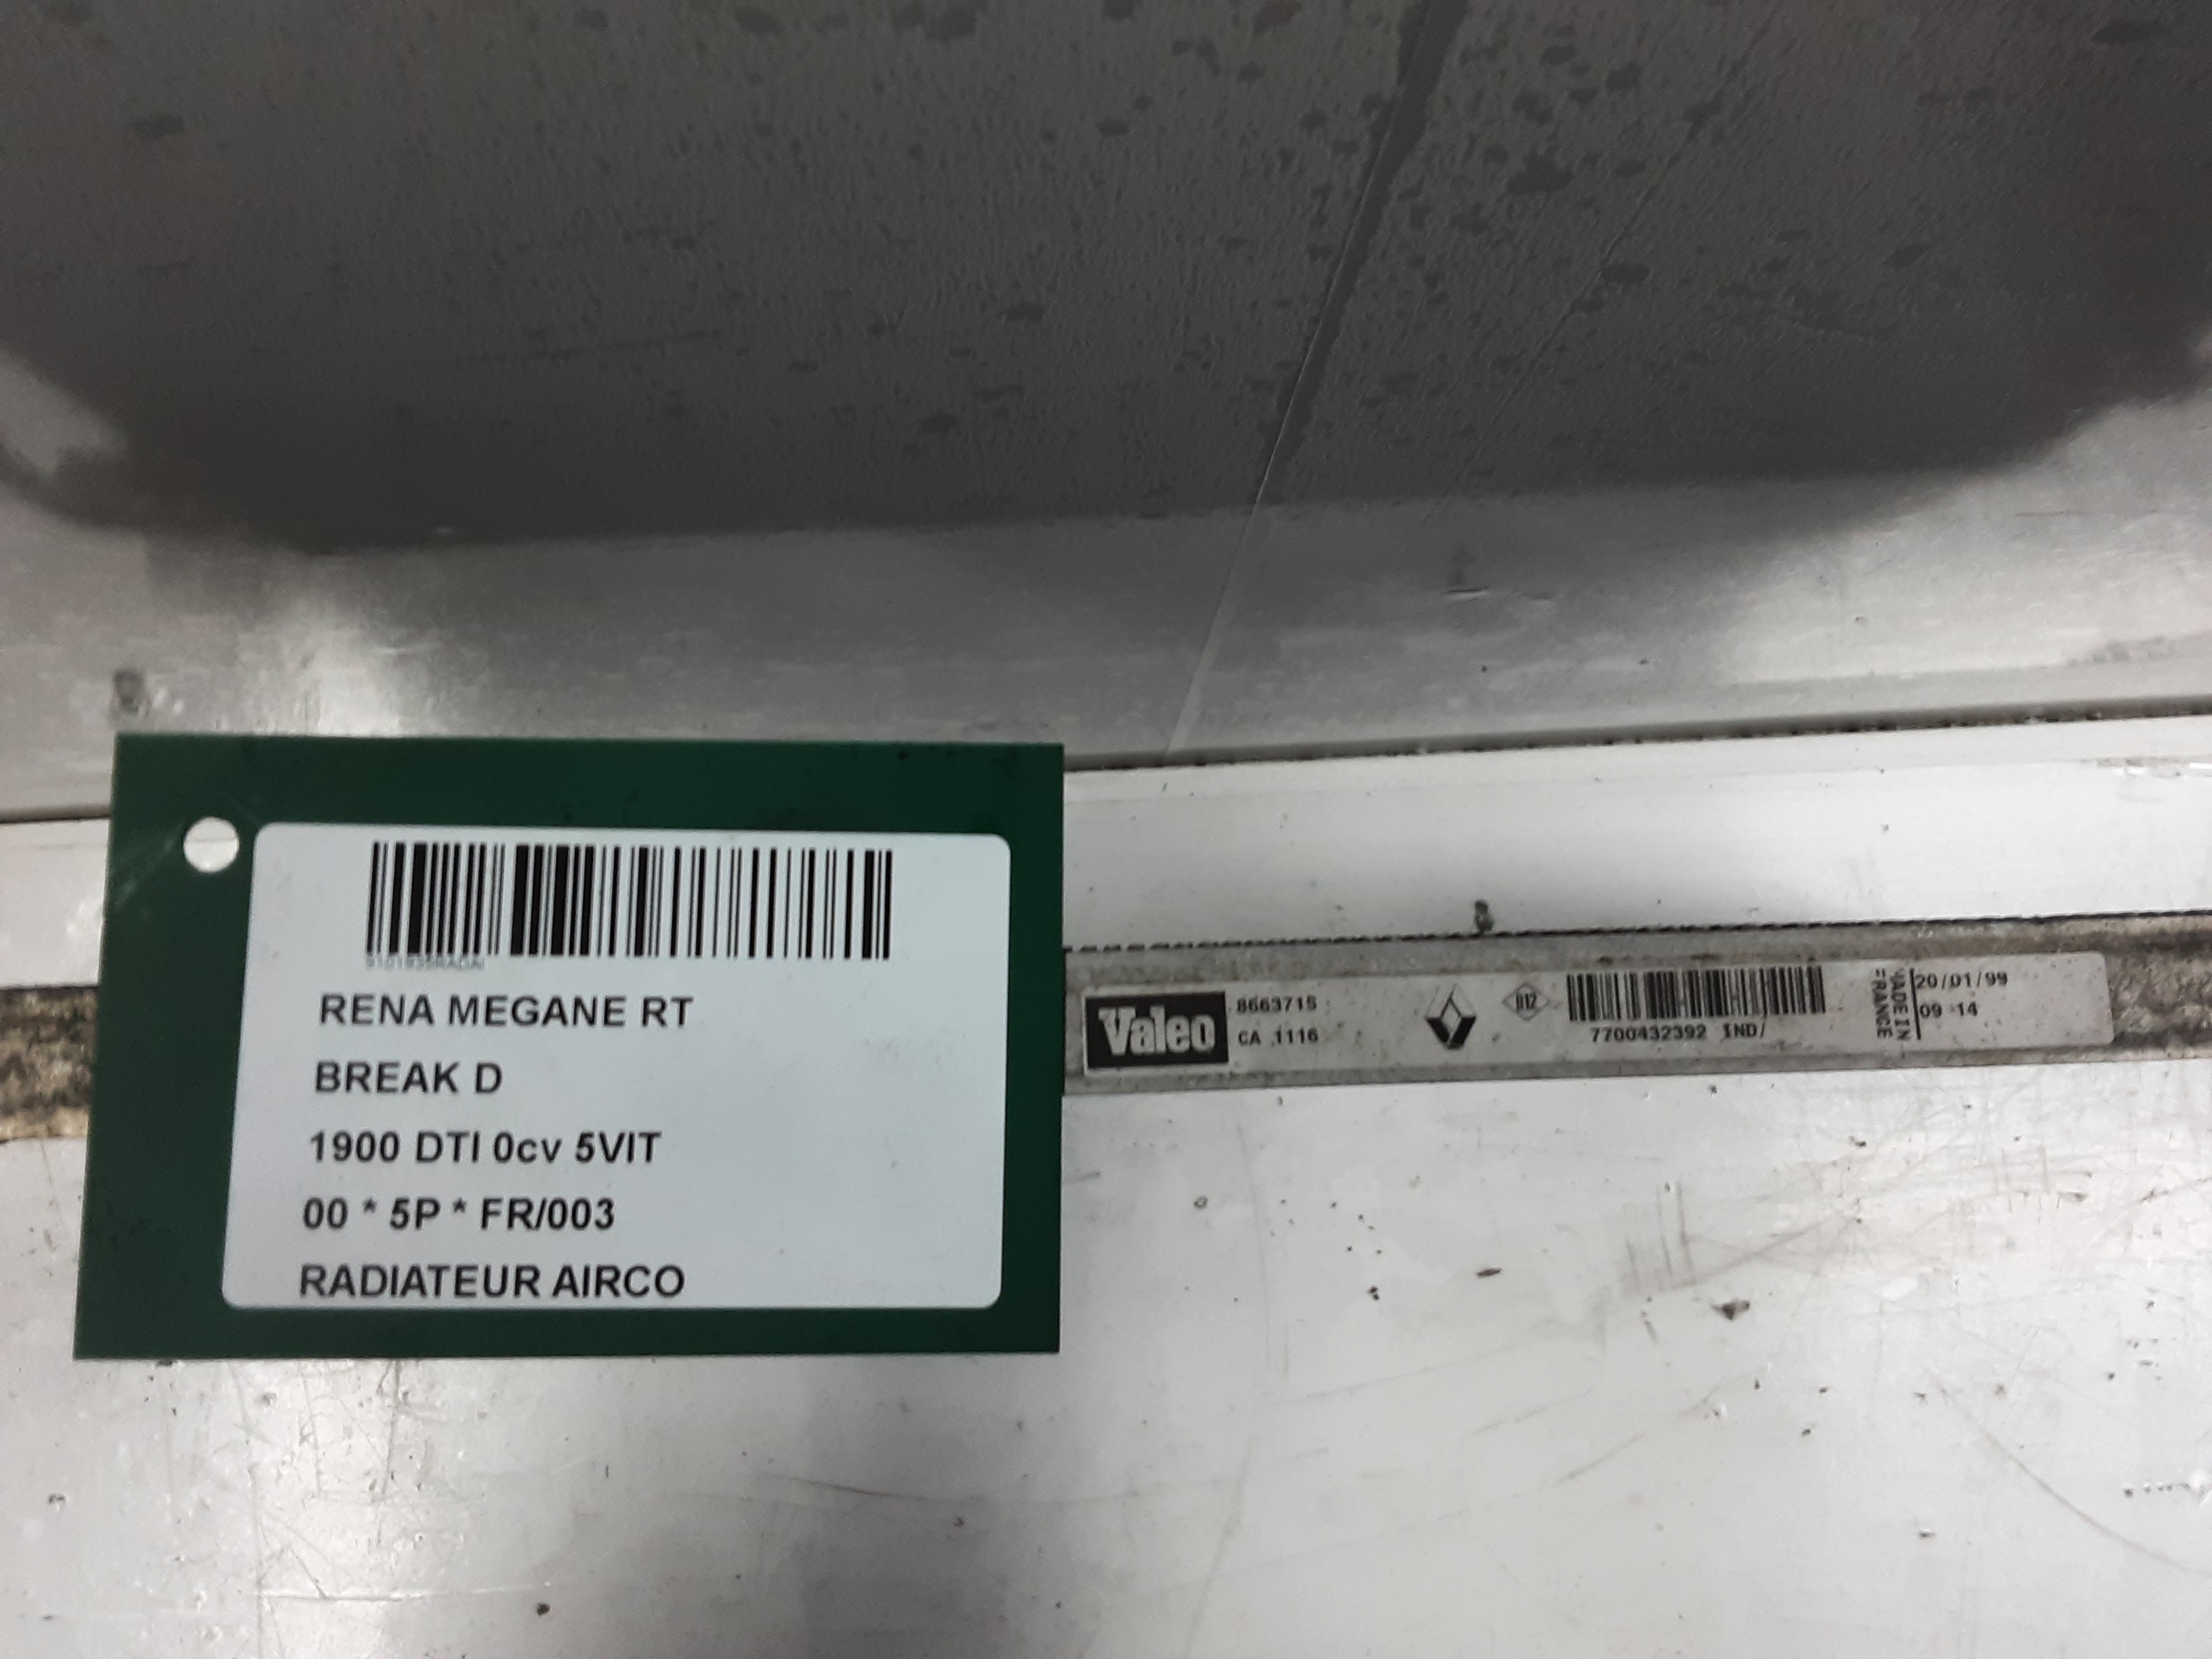 RENA MEGANE RT
BREAK D
1900 DTI 0cv 5VIT
00 * 5P * FR/003
RADIATEUR AIRCO
Valeo
866371S
CA 1116
7700432392 IND/
MADE IN
FRANCE
20/01/99
09 14